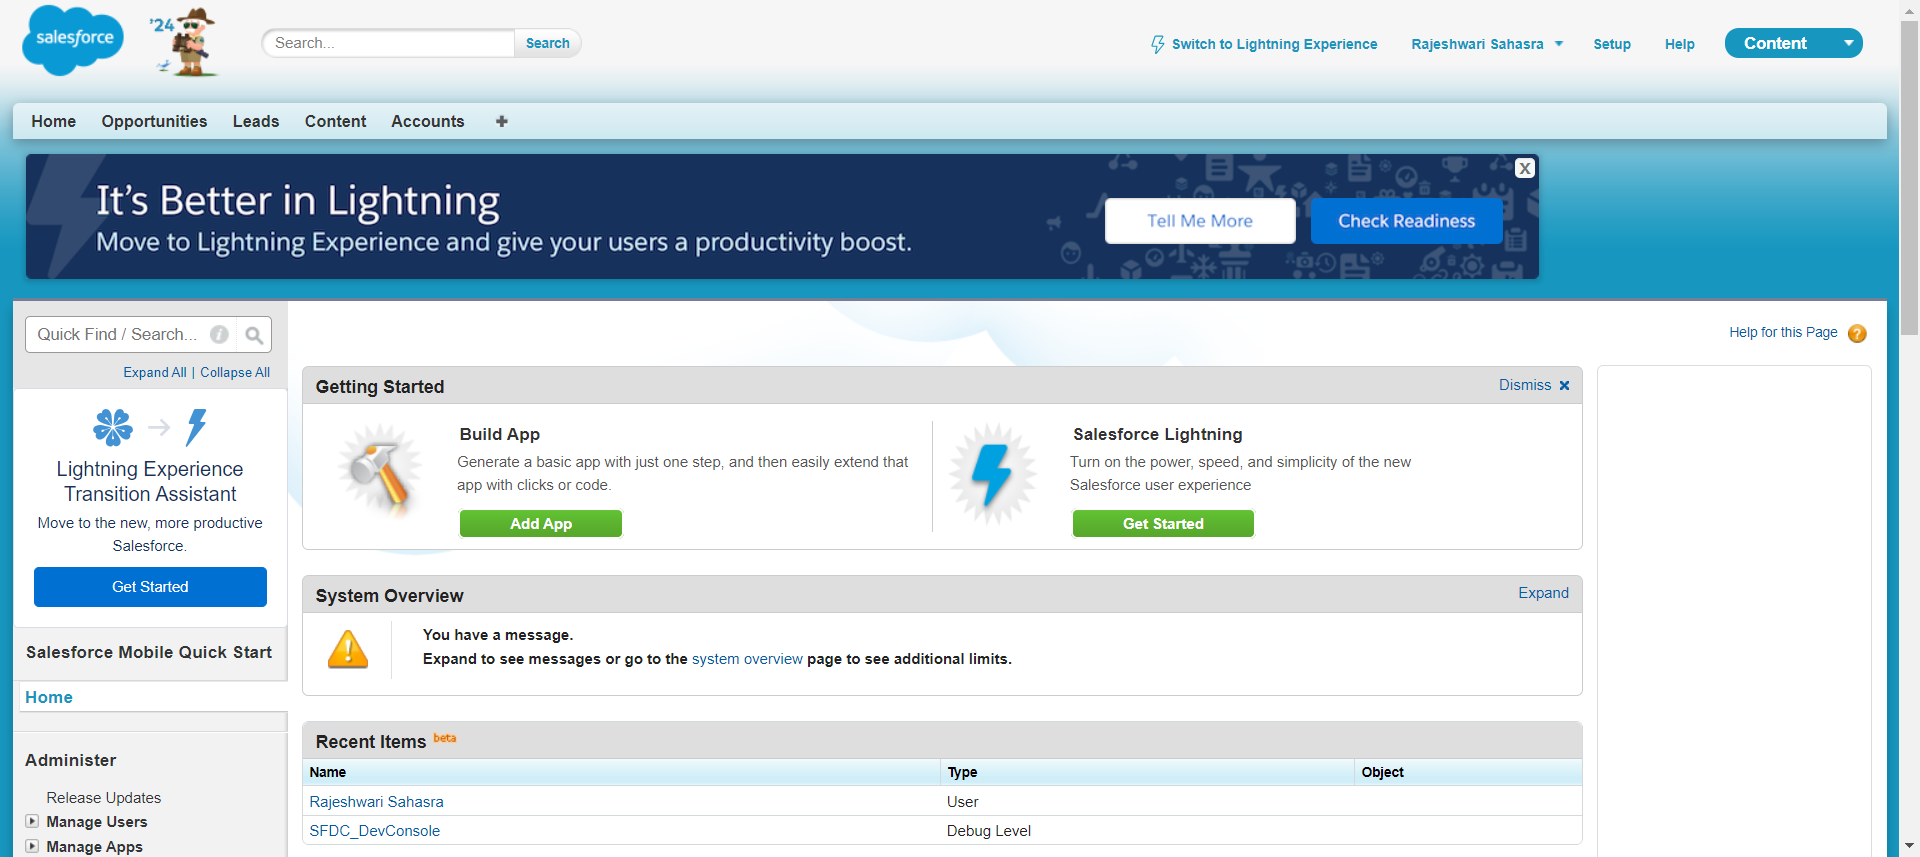 salesforce
'24
Search...
Search
Switch to Lightning Experience
Rajeshwari Sahasra
Setup
Help
Content
Home
Opportunities
Leads
Content
Accounts
+
It's Better in Lightning
Move to Lightning Experience and give your users a productivity boost.
Tell Me More
Check Readiness
X
Quick Find / Search...
i
Expand All | Collapse All
Lightning Experience
Transition Assistant
Move to the new, more productive
Salesforce.
Get Started
Salesforce Mobile Quick Start
Home
Administer
Release Updates
Manage Users
Manage Apps
Help for this Page
?
Getting Started
Dismiss
Build App
Generate a basic app with just one step, and then easily extend that
app with clicks or code.
Add App
Salesforce Lightning
Turn on the power, speed, and simplicity of the new
Salesforce user experience
Get Started
System Overview
Expand
You have a message.
Expand to see messages or go to the system overview page to see additional limits.
Recent Items beta
Name Type Object
Rajeshwari Sahasra User
SFDC_DevConsole Debug Level